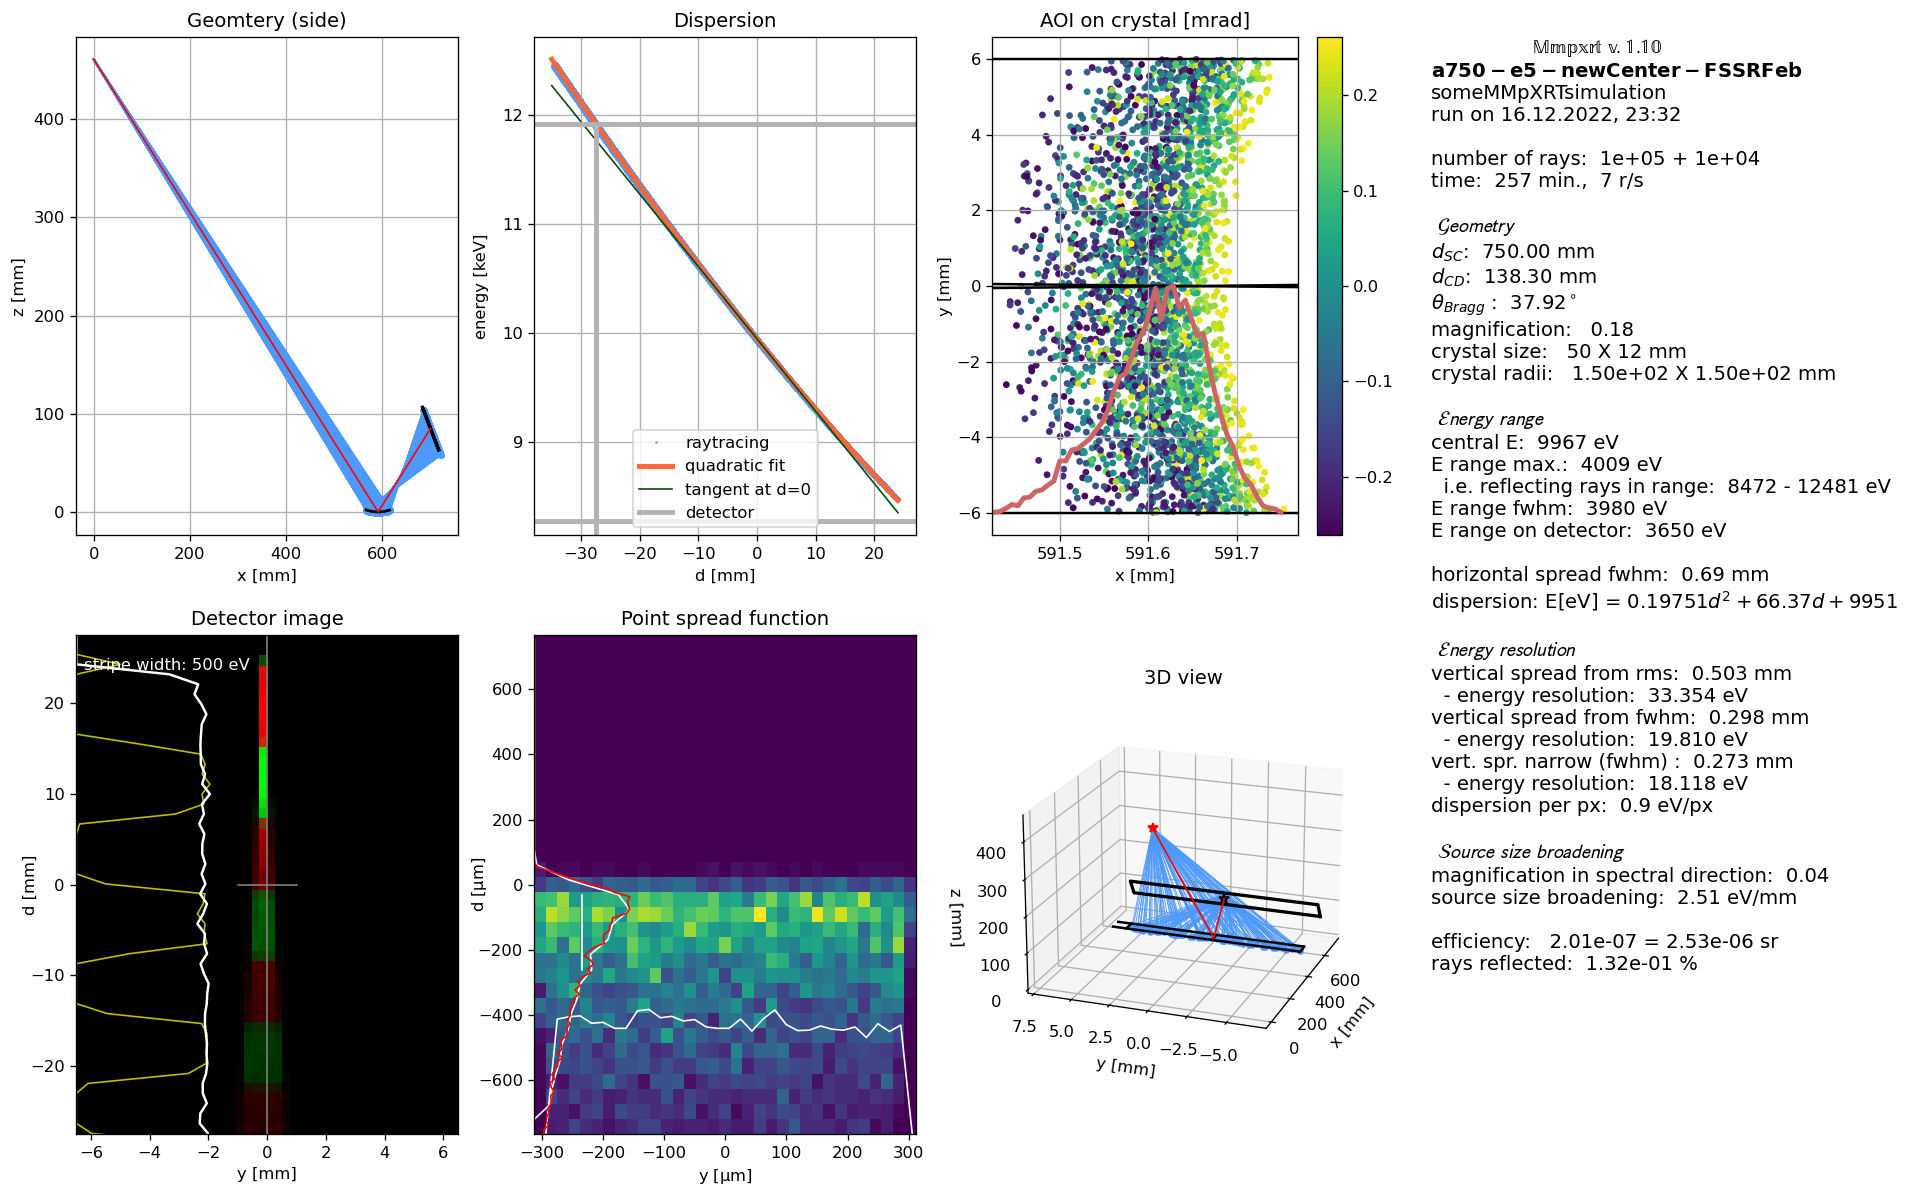 Geomtery (side)
z [mm]
400
300
200
100
0
0 200 400 600
x [mm]
Dispersion
energy [keV]
12
11
10
9
raytracing
quadratic fit
tangent at d=0
detector
−30 −20 −10 0 10 20
d [mm]
AOI on crystal [mrad]
y [mm]
6
4
2
0
−2
−4
−6
591.5 591.6 591.7
x [mm]
0.2
0.1
0.0
−0.1
−0.2
Detector image
stripe width: 500 eV
d [mm]
20
10
0
−10
−20
−6 −4 −2 0 2 4 6
y [mm]
Point spread function
d [µm]
600
400
200
0
−200
−400
−600
−300 −200 −100 0 100 200 300
y [µm]
3D view
z [mm]
400
300
200
100
0
7.5 5.0 2.5 0.0 −2.5 −5.0
y [mm]
0 200 400 600
x [mm]
𝕄mpxrt v. 1.10
a750 − e5 − newCenter − FSSRFeb
someMMpXRTsimulation
run on 16.12.2022, 23:32
number of rays: 1e+05 + 1e+04
time: 257 min., 7 r/s
Geometry
d_SC: 750.00 mm
d_CD: 138.30 mm
θ_Bragg : 37.92°
magnification: 0.18
crystal size: 50 X 12 mm
crystal radii: 1.50e+02 X 1.50e+02 mm
Energy range
central E: 9967 eV
E range max.: 4009 eV
i.e. reflecting rays in range: 8472 - 12481 eV
E range fwhm: 3980 eV
E range on detector: 3650 eV
horizontal spread fwhm: 0.69 mm
dispersion: E[eV] = 0.19751d² + 66.37d + 9951
Energy resolution
vertical spread from rms: 0.503 mm
- energy resolution: 33.354 eV
vertical spread from fwhm: 0.298 mm
- energy resolution: 19.810 eV
vert. spr. narrow (fwhm) : 0.273 mm
- energy resolution: 18.118 eV
dispersion per px: 0.9 eV/px
Source size broadening
magnification in spectral direction: 0.04
source size broadening: 2.51 eV/mm
efficiency: 2.01e-07 = 2.53e-06 sr
rays reflected: 1.32e-01 %